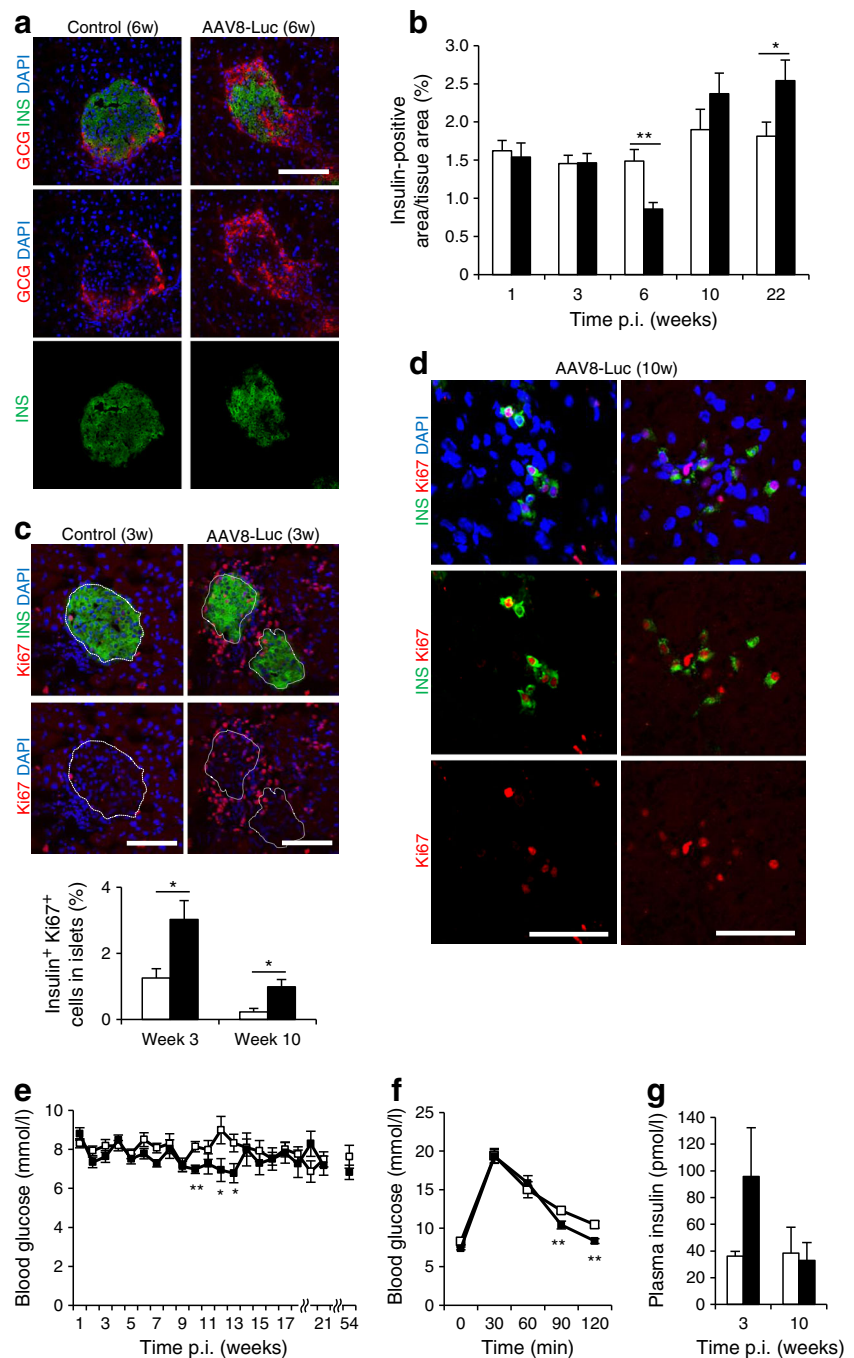 a
Control (6w)
AAV8-Luc (6w)
GCG INS DAPI
GCG DAPI
INS
b
Insulin-positive
area/tissue area (%)
3.0
2.5
2.0
1.5
1.0
0.5
0
**
*
1 3 6 10 22
Time p.i. (weeks)
c
Control (3w)
AAV8-Luc (3w)
Ki67 INS DAPI
Ki67 DAPI
Insulin+ Ki67+
cells in islets (%)
4
2
0
*
*
Week 3 Week 10
d
AAV8-Luc (10w)
INS Ki67 DAPI
INS Ki67
Ki67
e
Blood glucose (mmol/l)
10
8
6
4
2
0
** * *
1 3 5 7 9 11 13 15 17 21 54
Time p.i. (weeks)
f
Blood glucose (mmol/l)
25
20
15
10
5
0
**
**
0 30 60 90 120
Time (min)
g
Plasma insulin (pmol/l)
140
120
100
80
60
40
20
0
3 10
Time p.i. (weeks)